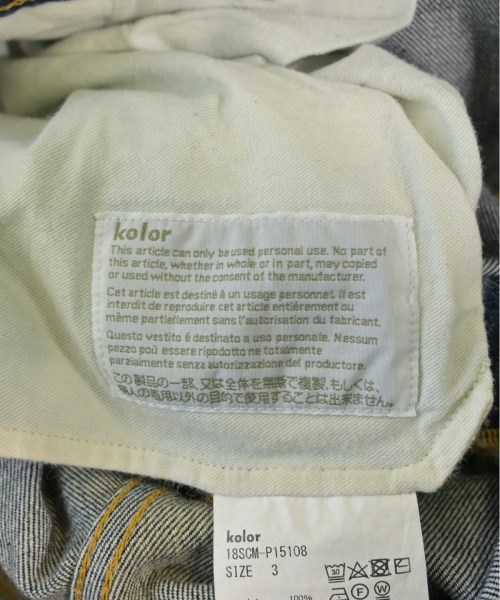 kolor
This article can only be used personal use. No part of
this article, whether in whole or in part, may copied
or used without the consent of the manufacturer.
Cet article est destiné à un usage personnel. Il est
interdit de reproduire cet article entiérement ou
même partiellement sans l'autorisation du fabricant.
Questo vestito é destinato a uso personale. Nessum
pezzo può essere ripodotto ne totalmente
parzialmente senza autorizzazione del productore.
この製品の一部、又は全体を無断で複製、もしくは、
個人の専用以外の目的で使用することは出来ません。
kolor
18SCM-P15108
SIZE 3
100%